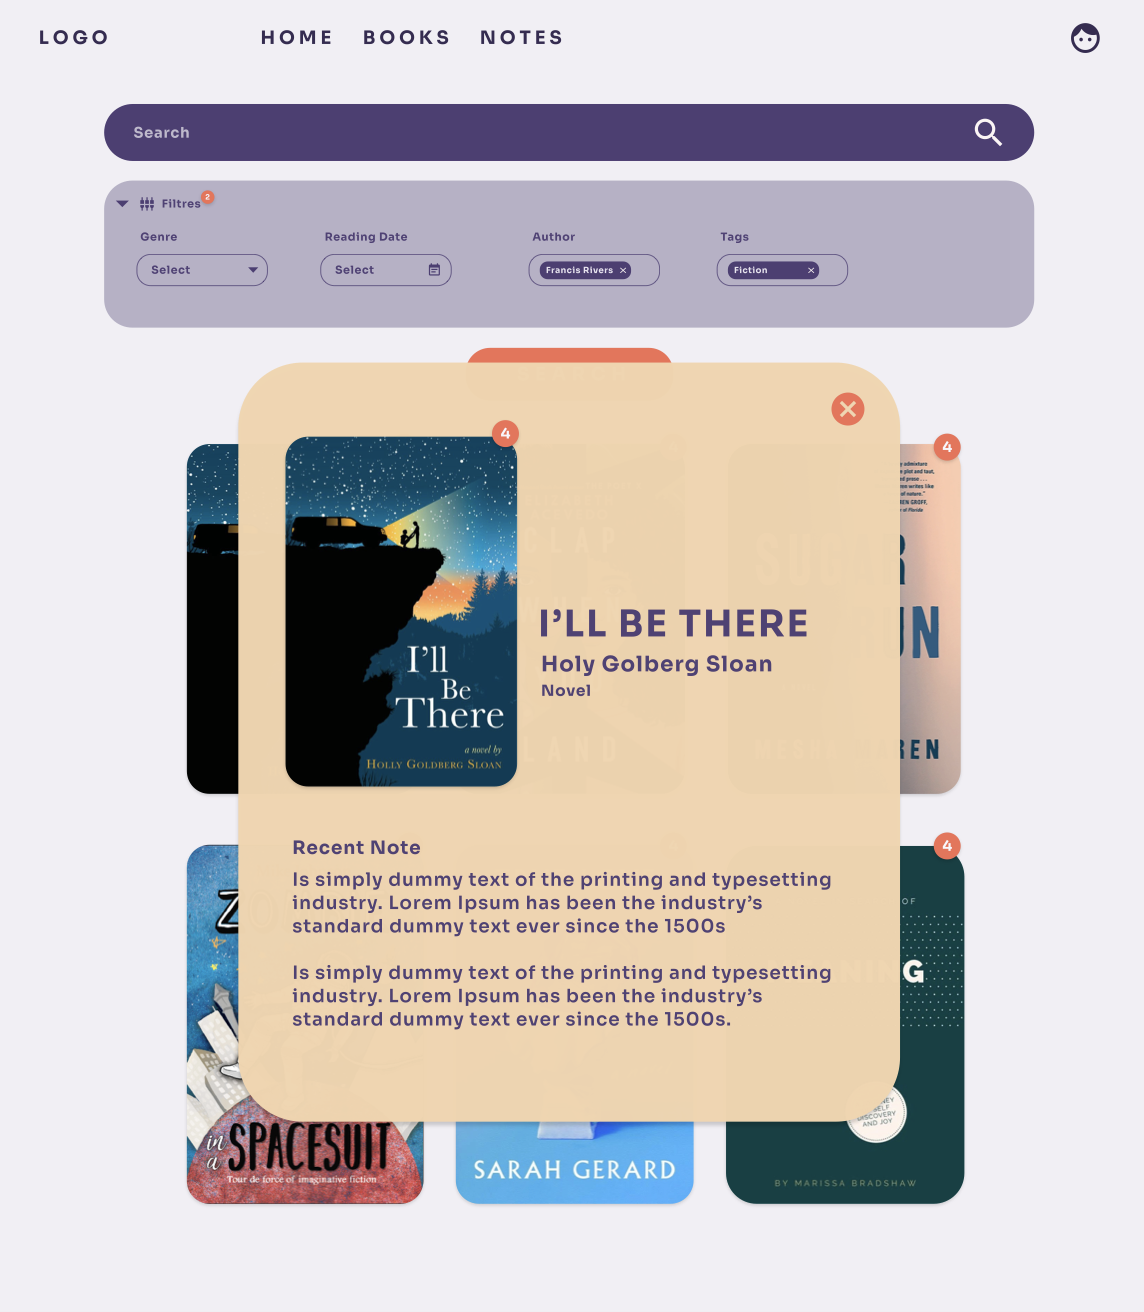 LOGO
HOME
BOOKS
NOTES
Search
Filtres
2
Genre
Reading Date
Author
Tags
Select
Select
Francis Rivers
Fiction
4
I'll
Be
There
a novel by
HOLLY GOLDBERG SLOAN
I'LL BE THERE
Holy Golberg Sloan
Novel
4
SUGAR
RUN
MESHA MAREN
LAND
Recent Note
Is simply dummy text of the printing and typesetting
industry. Lorem Ipsum has been the industry's
standard dummy text ever since the 1500s
Is simply dummy text of the printing and typesetting
industry. Lorem Ipsum has been the industry's
standard dummy text ever since the 1500s.
in
a SPACESUIT
Tour de force of imaginative fiction
SARAH GERARD
4
OF
DISCOVERY
AND JOY
BY MARISSA BRADSHAW